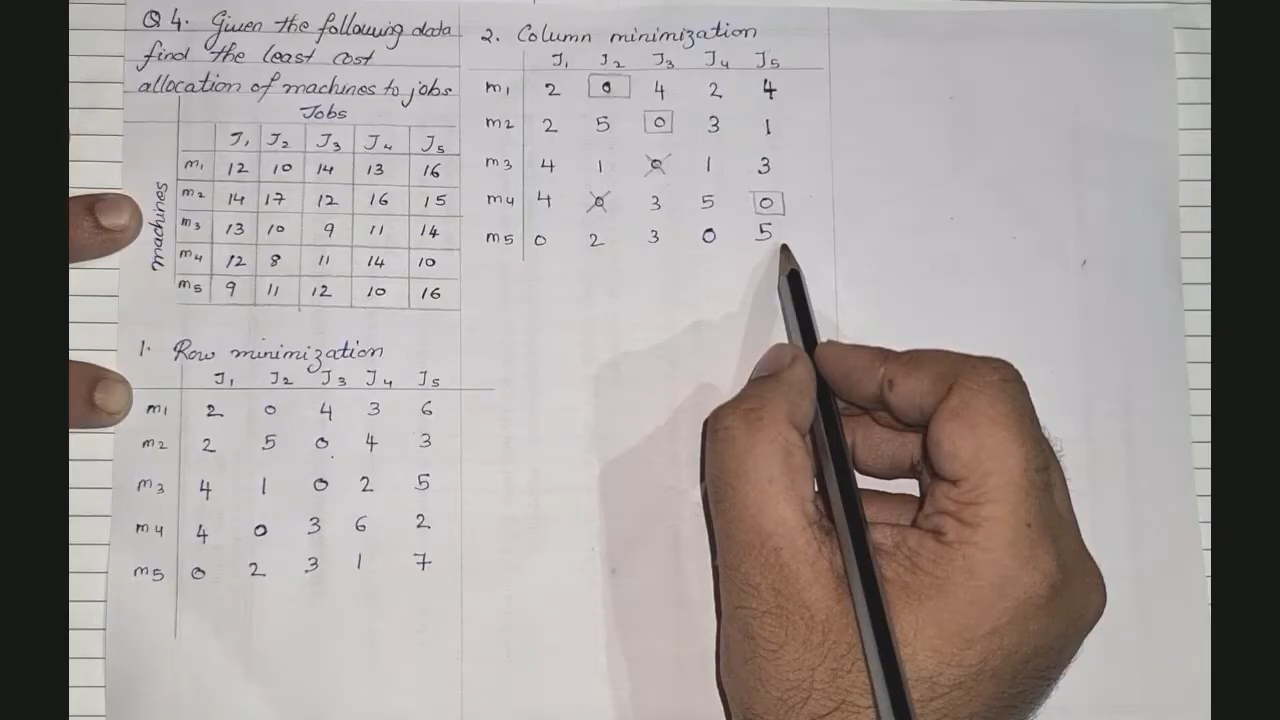 Q 4. Given the following data
find the least cost
allocation of machines to jobs
Jobs
J1 J2 J3 J4 J5
machines
m1 12 10 14 13 16
m2 14 17 12 16 15
m3 13 10 9 11 14
m4 12 8 11 14 10
m5 9 11 12 10 16
1. Row minimization
J1 J2 J3 J4 J5
m1 2 0 4 3 6
m2 2 5 0 4 3
m3 4 1 0 2 5
m4 4 0 3 6 2
m5 0 2 3 1 7
2. Column minimization
J1 J2 J3 J4 J5
m1 2 0 4 2 4
m2 2 5 0 3 1
m3 4 1 0 1 3
m4 4 0 3 5 0
m5 0 2 3 0 5